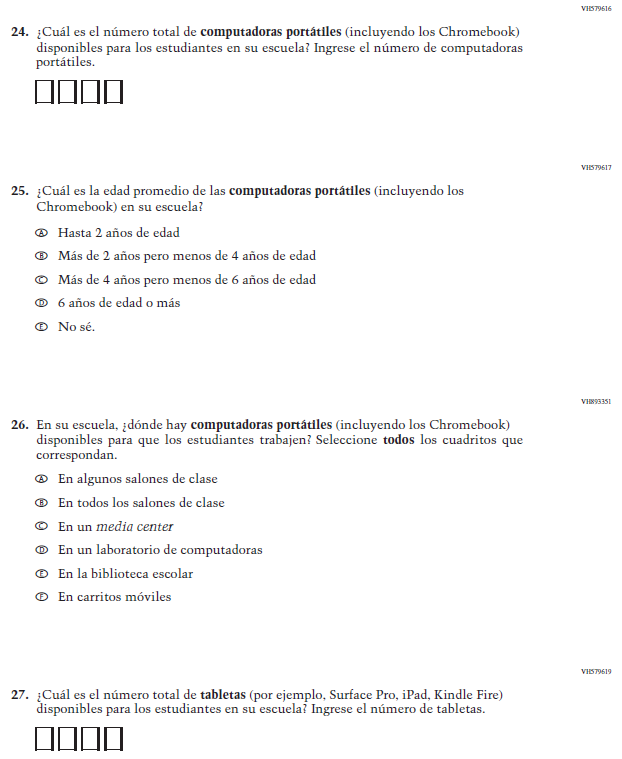 VH579616
24. ¿Cuál es el número total de computadoras portátiles (incluyendo los Chromebook)
disponibles para los estudiantes en su escuela? Ingrese el número de computadoras
portátiles.
VH579617
25. ¿Cuál es la edad promedio de las computadoras portátiles (incluyendo los
Chromebook) en su escuela?
A Hasta 2 años de edad
B Más de 2 años pero menos de 4 años de edad
C Más de 4 años pero menos de 6 años de edad
D 6 años de edad o más
E No sé.
VH893351
26. En su escuela, ¿dónde hay computadoras portátiles (incluyendo los Chromebook)
disponibles para que los estudiantes trabajen? Seleccione todos los cuadritos que
correspondan.
A En algunos salones de clase
B En todos los salones de clase
C En un media center
D En un laboratorio de computadoras
E En la biblioteca escolar
F En carritos móviles
VH579619
27. ¿Cuál es el número total de tabletas (por ejemplo, Surface Pro, iPad, Kindle Fire)
disponibles para los estudiantes en su escuela? Ingrese el número de tabletas.